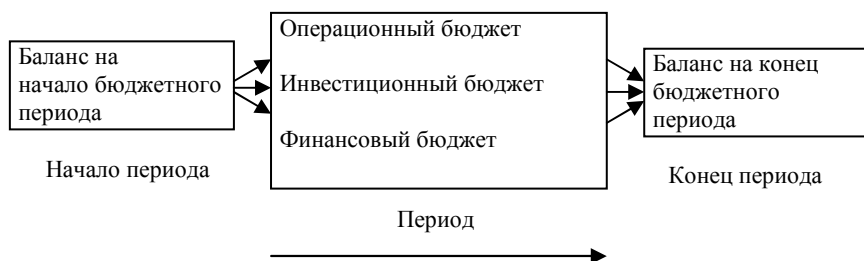 Операционный бюджет
Баланс на
начало бюджетного
периода
Инвестиционный бюджет
Баланс на конец
бюджетного
периода
Финансовый бюджет
Начало периода
Конец периода
Период